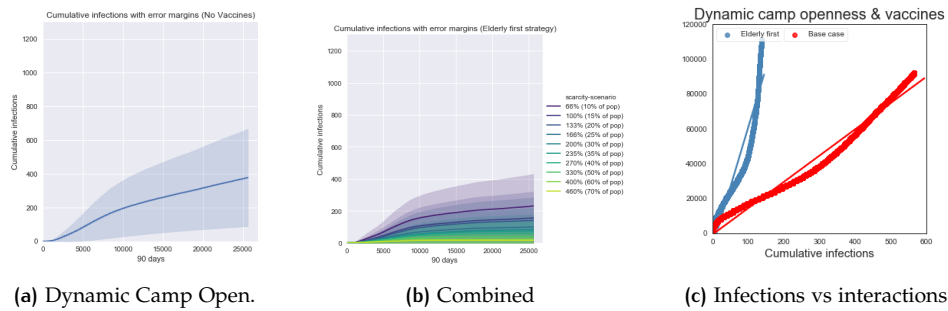 Cumulative infections with error margins (No Vaccines)
1200
1000
800
600
400
200
0
Cumulative infections
0
5000
10000
15000
20000
25000
90 days
(a) Dynamic Camp Open.
Cumulative infections with error margins (Elderly first strategy)
1200
1000
800
600
400
200
0
Cumulative infections
0
5000
10000
15000
20000
25000
90 days
scarcity-scenario
66% (10% of pop)
100% (15% of pop)
133% (20% of pop)
166% (25% of pop)
200% (30% of pop)
235% (35% of pop)
270% (40% of pop)
330% (50% of pop)
400% (60% of pop)
460% (70% of pop)
(b) Combined
Dynamic camp openness & vaccines
120000
100000
80000
60000
40000
20000
0
Elderly first
Base case
0
100
200
300
400
500
600
Cumulative infections
(c) Infections vs interactions